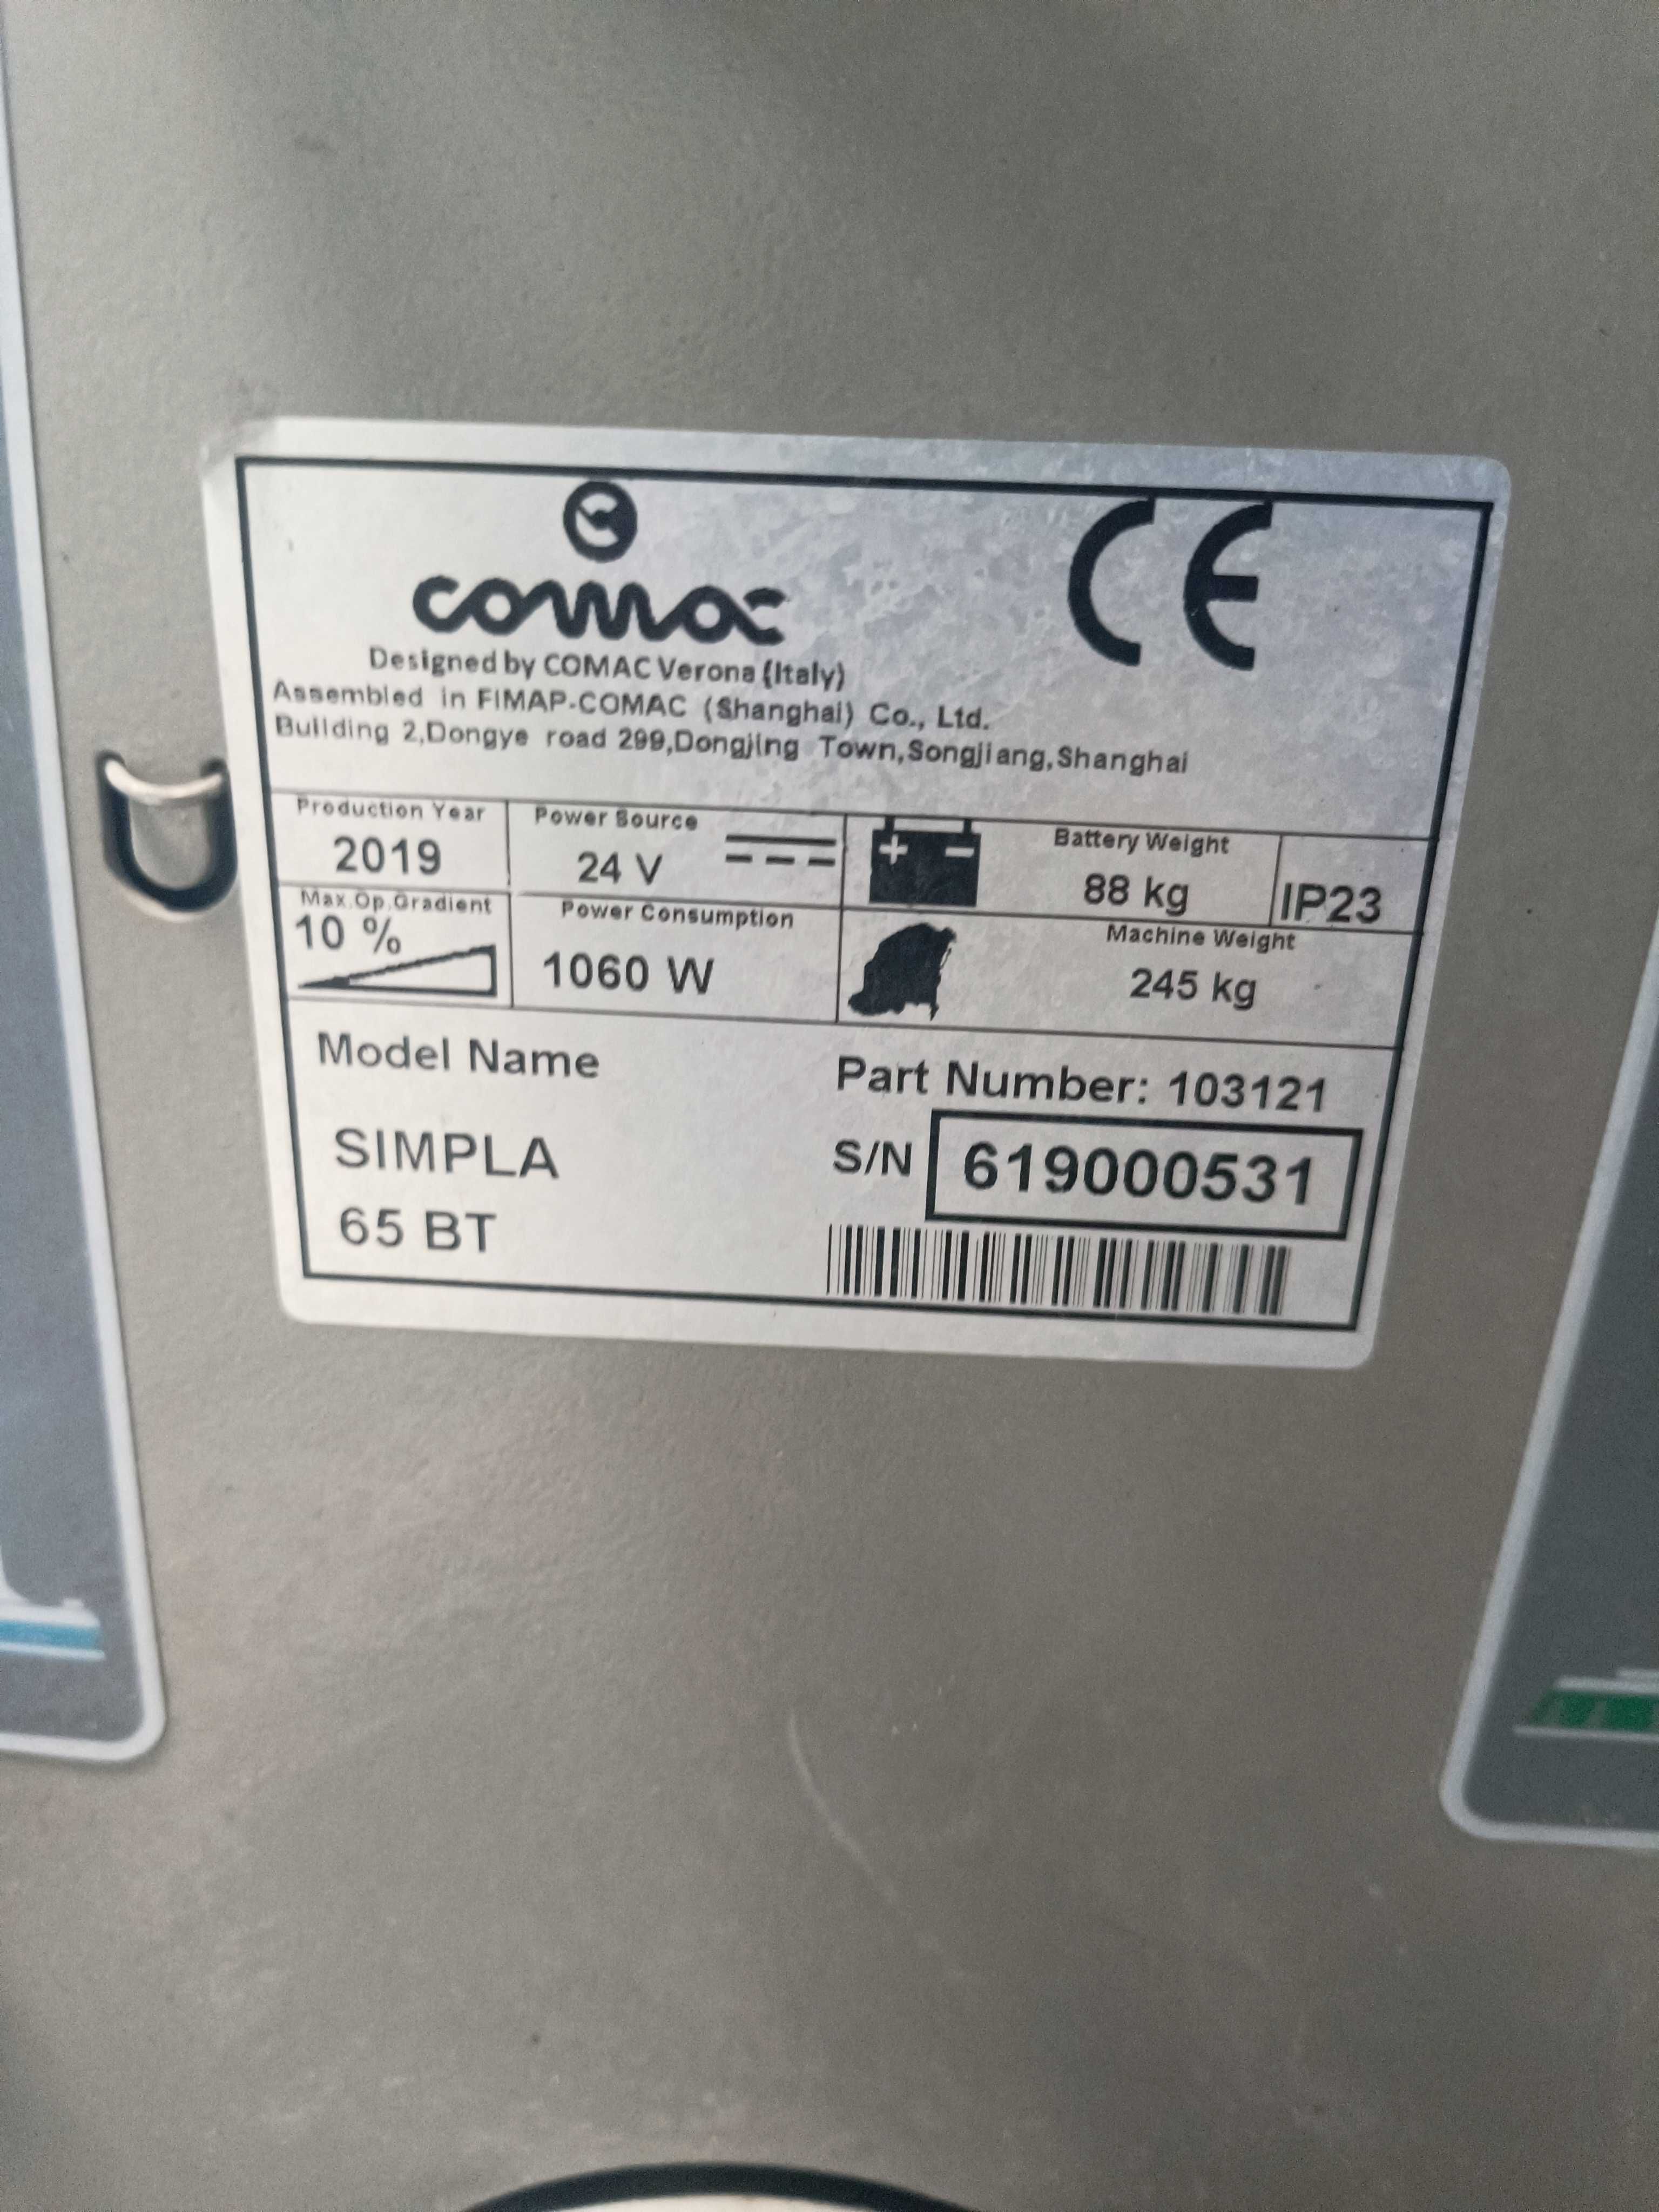 comac
CE
Designed by COMAC Verona (Italy)
Assembled in FIMAP-COMAC (Shanghai) Co., Ltd.
Building 2,Dongye road 299,Dongjing Town,Songjiang,Shanghai
Production Year
2019
Power Source
24 V
+ -
Battery Weight
88 kg
IP23
Max.Op.Gradient
10 %
Power Consumption
1060 W
Machine Weight
245 kg
Model Name
SIMPLA
65 BT
Part Number: 103121
S/N 619000531